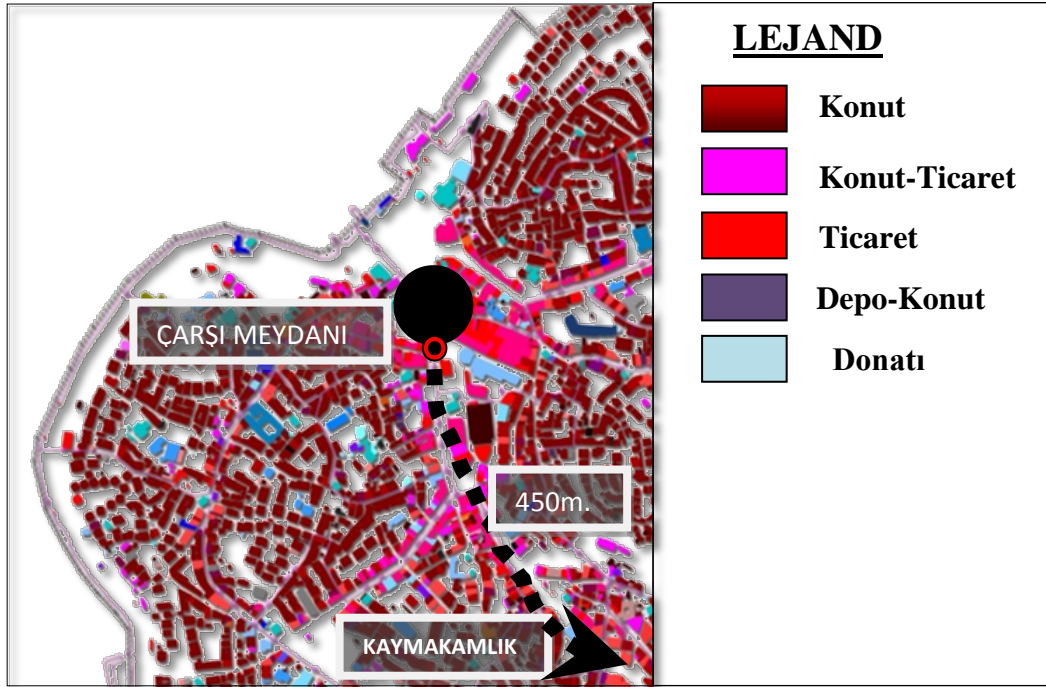 LEJAND
Konut
Konut-Ticaret
Ticaret
Depo-Konut
Donatı
ÇARŞI MEYDANI
450m.
KAYMAKAMLIK